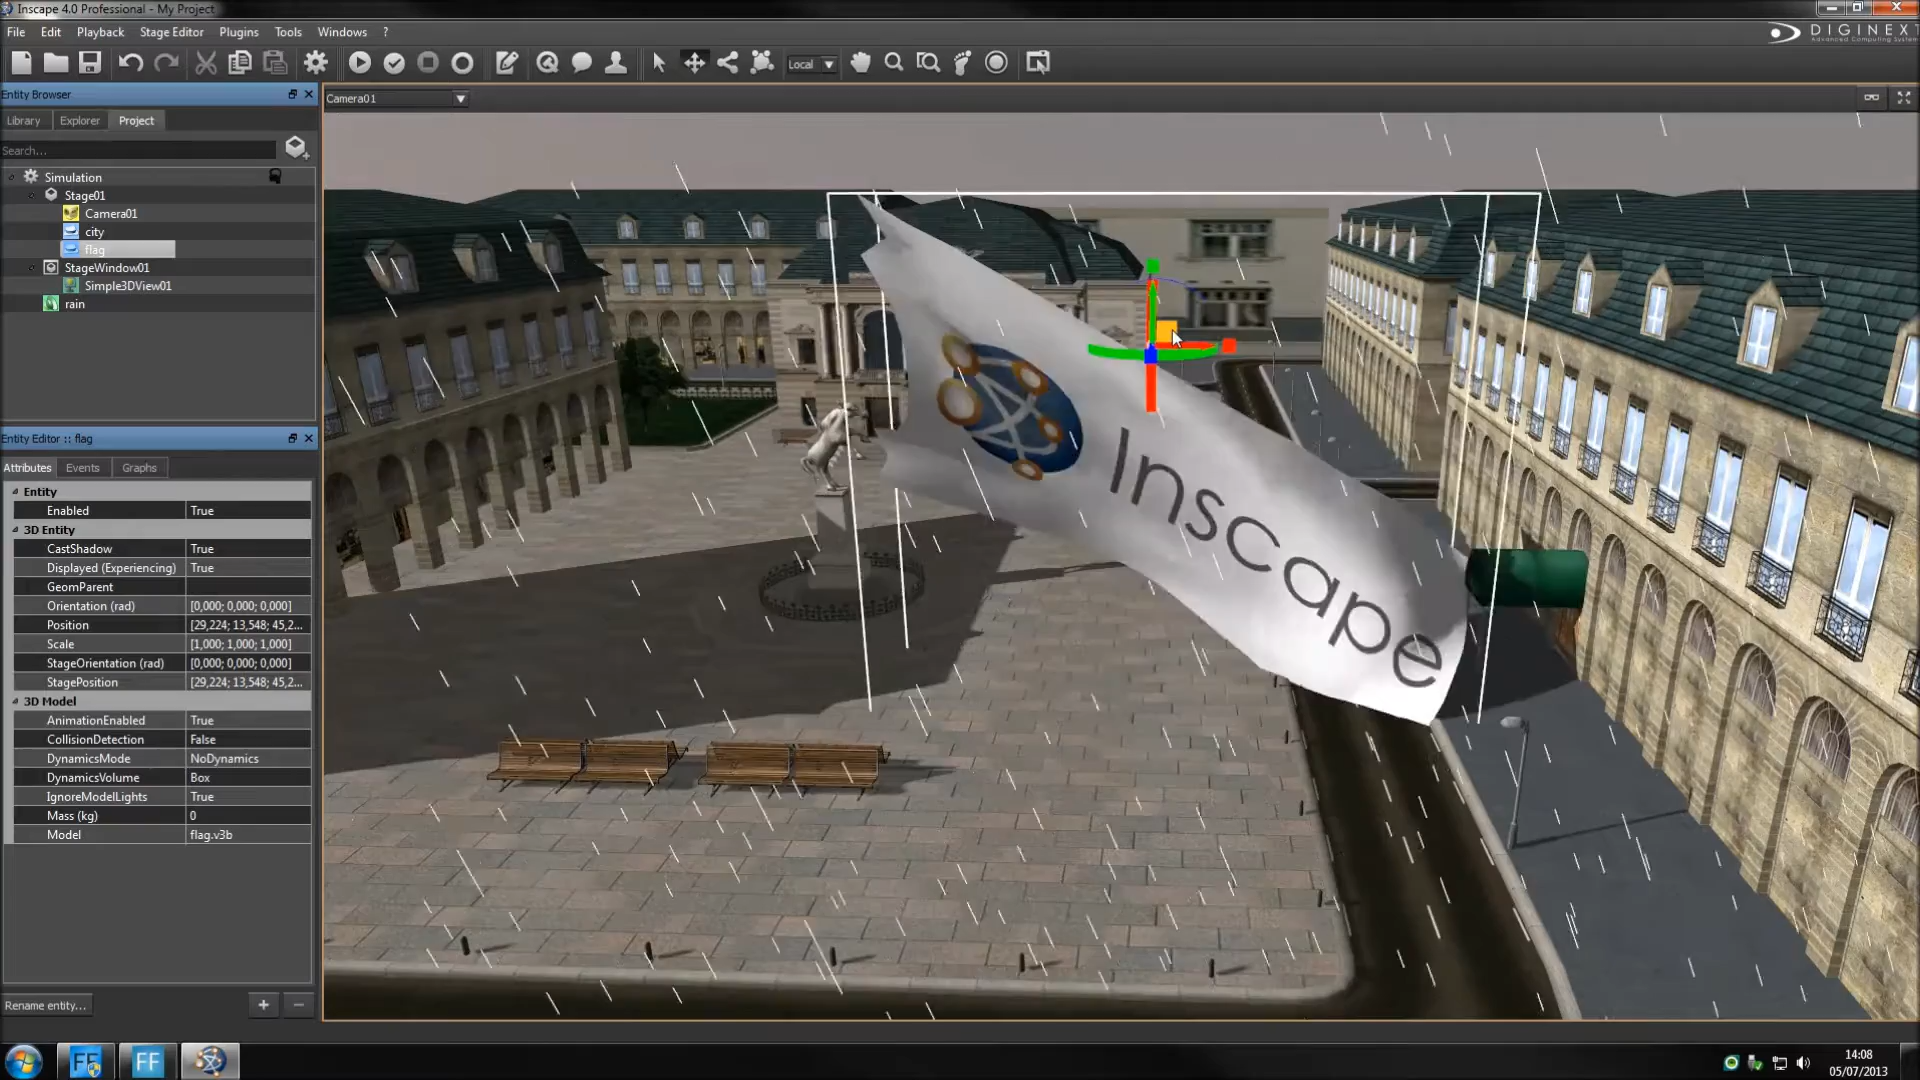 Inscape 4.0 Professional - My Project
File Edit Playback Stage Editor Plugins Tools Windows ?
DIGINEXT
Local
Entity Browser
Camera01
Library Explorer Project
Search...
Simulation
Stage01
Camera01
city
flag
StageWindow01
Simple3DView01
rain
Inscape
Entity Editor :: flag
Attributes Events Graphs
Entity
Enabled True
3D Entity
CastShadow True
Displayed (Experiencing) True
GeomParent
Orientation (rad) [0,000; 0,000; 0,000]
Position [29,224; 13,548; 45,2...
Scale [1,000; 1,000; 1,000]
StageOrientation (rad) [0,000; 0,000; 0,000]
StagePosition [29,224; 13,548; 45,2...
3D Model
AnimationEnabled True
CollisionDetection False
DynamicsMode NoDynamics
DynamicsVolume Box
IgnoreModelLights True
Mass (kg) 0
Model flag.v3b
Rename entity... + −
FF FF
14:08
05/07/2013